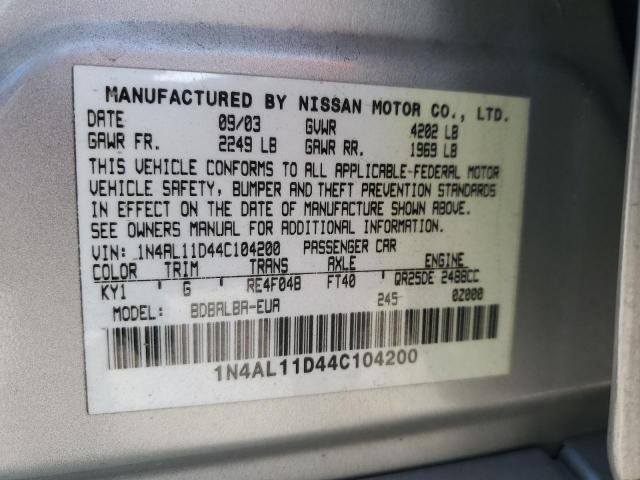 MANUFACTURED BY NISSAN MOTOR CO., LTD.
DATE 09/03 GVWR 4202 LB
GAWR FR. 2249 LB GAWR RR. 1969 LB
THIS VEHICLE CONFORMS TO ALL APPLICABLE-FEDERAL MOTOR
VEHICLE SAFETY, BUMPER AND THEFT PREVENTION STANDARDS
IN EFFECT ON THE DATE OF MANUFACTURE SHOWN ABOVE.
SEE OWNERS MANUAL FOR ADDITIONAL INFORMATION.
VIN: 1N4AL11D44C104200 PASSENGER CAR
COLOR TRIM TRANS AXLE ENGINE
KY1 G RE4F04B FT40 QR25DE 2488CC
MODEL: BDBALBA-EUA 245 0Z000
1N4AL11D44C104200